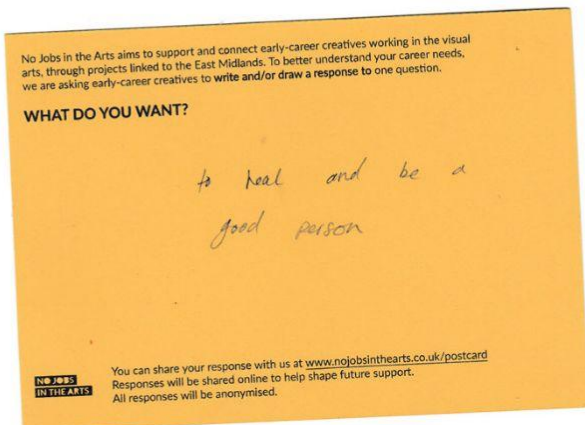 No Jobs in the Arts aims to support and connect early-career creatives working in the visual
arts, through projects linked to the East Midlands. To better understand your career needs,
we are asking early-career creatives to write and/or draw a response to one question.
WHAT DO YOU WANT?
to heal and be a
good person
NO JOBS
IN THE ARTS
You can share your response with us at www.nojobsinthearts.co.uk/postcard
Responses will be shared online to help shape future support.
All responses will be anonymised.